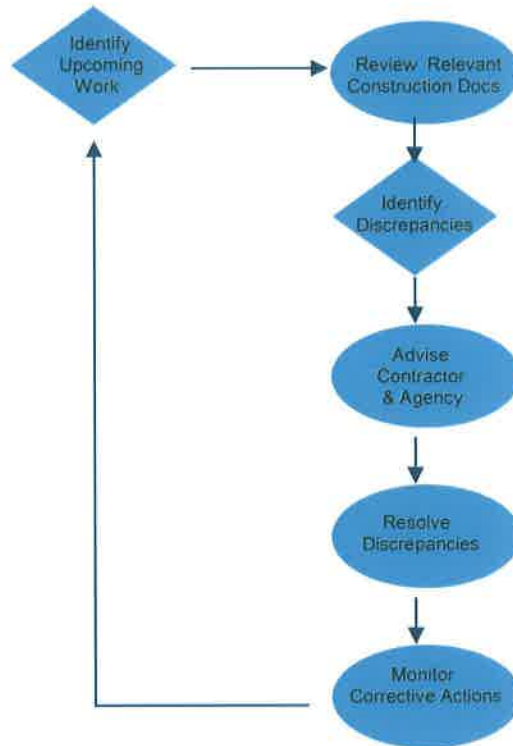 Identify
Upcoming
Work
Review Relevant
Construction Docs
Identify
Discrepancies
Advise
Contractor
& Agency
Resolve
Discrepancies
Monitor
Corrective Actions